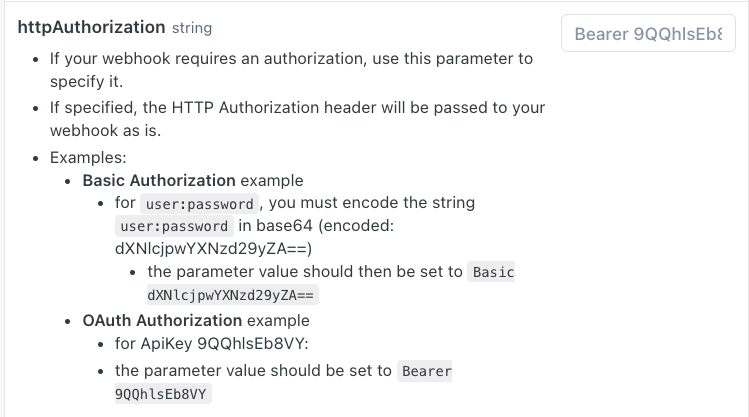 httpAuthorization string
Bearer 9QQhlsEb8
If your webhook requires an authorization, use this parameter to
specify it.
If specified, the HTTP Authorization header will be passed to your
webhook as is.
Examples:
Basic Authorization example
for user:password, you must encode the string
user:password in base64 (encoded:
dXNlcjpwYXNzd29yZA==)
the parameter value should then be set to Basic
dXNlcjpwYXNzd29yZA==
OAuth Authorization example
for ApiKey 9QQhlsEb8VY:
the parameter value should be set to Bearer
9QQhlsEb8VY